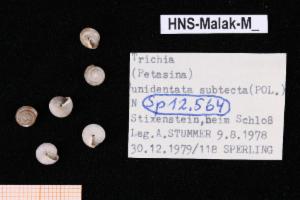 HNS-Malak-M_
Trichia
(Petasina)
unidentata subtecta(POL.)
N Sp12.564
Stixenstein,beim Schloß
Leg.A.STUMMER 9.8.1978
30.12.1979/118 SPERLING